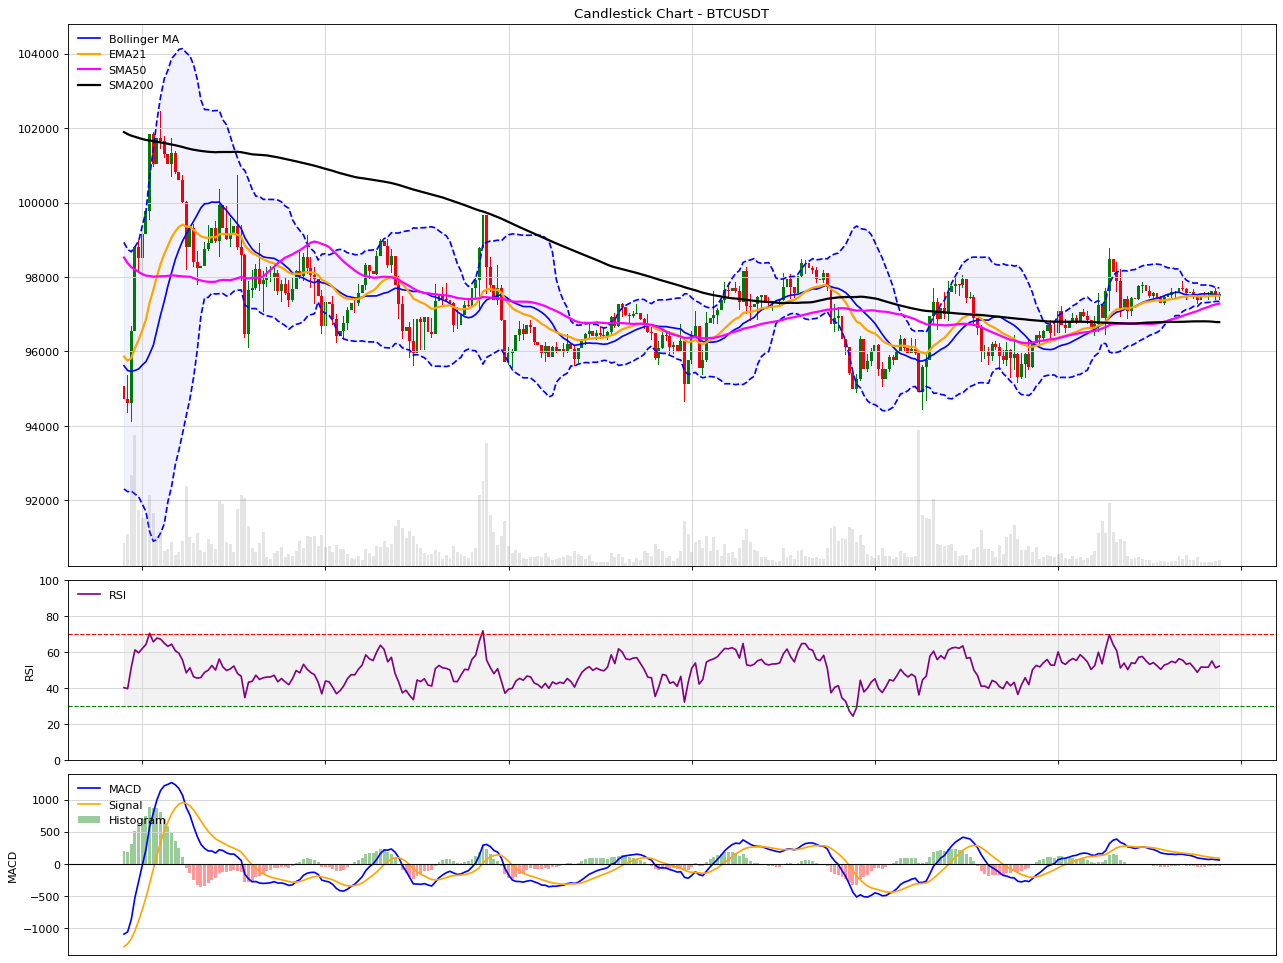 Candlestick Chart - BTCUSDT
Bollinger MA
EMA21
SMA50
SMA200
104000
102000
100000
98000
96000
94000
92000
RSI
100
80
60
40
20
0
RSI
MACD
Signal
Histogram
1000
500
0
−500
−1000
MACD